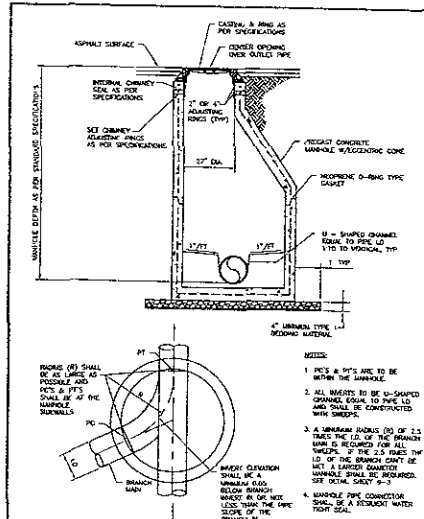 CASTING & RING AS
PER SPECIFICATIONS
ASPHALT SURFACE
CENTER OPENING
OVER OUTLET PIPE
INTERNAL CHIMNEY
SEAL AS PER
SPECIFICATIONS
2" OR 4"
ADJUSTING
RINGS (TYP)
SET CHIMNEY
ADJUSTING RINGS
AS PER SPECIFICATIONS
MANHOLE DEPTH AS PER STANDARD SPECIFICATIONS
27" DIA.
PRECAST CONCRETE
MANHOLE W/ECCENTRIC CONE
NEOPRENE O-RING TYPE
GASKET
U - SHAPED CHANNEL
EQUAL TO PIPE I.D.
TO VERTICAL, TYP
1"/FT
1"/FT
TYP
4" MINIMUM TYPE
BEDDING MATERIAL
PT
RADIUS (R) SHALL
BE AS LARGE AS
POSSIBLE AND
PC'S & PT'S
SHALL BE AT THE
MANHOLE
SIDEWALLS
R
PC
BRANCH
MAIN
INVERT ELEVATION
SHALL BE A
MINIMUM 0.05
BELOW BRANCH
INVERT IN OR NOT
LESS THAN THE PIPE
SLOPE OF THE
NOTES:
1 PC'S & PT'S ARE TO BE
WITHIN THE MANHOLE.
2. ALL INVERTS TO BE U-SHAPED
CHANNEL EQUAL TO PIPE I.D.
AND SHALL BE CONSTRUCTED
WITH SWEEPS.
3. A MINIMUM RADIUS (R) OF 2.5
TIMES THE I.D. OF THE BRANCH
MAIN IS REQUIRED FOR ALL
SWEEPS. IF THE 2.5 TIMES THE
I.D OF THE BRANCH CAN'T BE
MET A LARGER DIAMETER
MANHOLE SHALL BE REQUIRED.
SEE DETAIL SHEET 9-3
4. MANHOLE PIPE CONNECTOR
SHALL BE A RESILIENT WATER
TIGHT SEAL